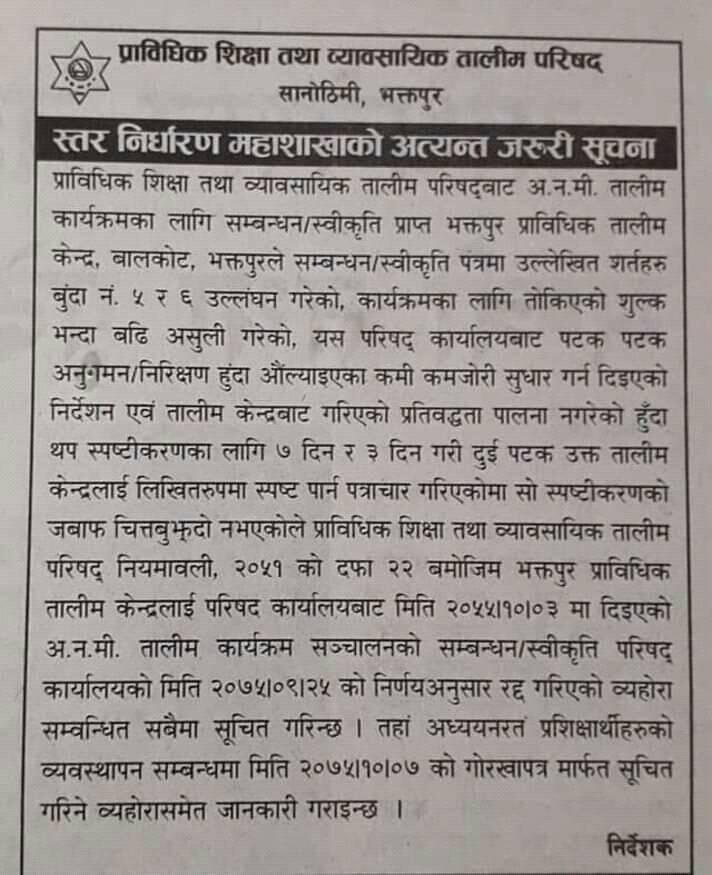 प्राविधिक शिक्षा तथा व्यावसायिक तालीम परिषद्
सानोठिमी, भक्तपुर
स्तर निर्धारण महाशाखाको अत्यन्त जरुरी सूचना
प्राविधिक शिक्षा तथा व्यावसायिक तालीम परिषद्बाट अ.न.मी. तालीम
कार्यक्रमका लागि सम्बन्धन/स्वीकृति प्राप्त भक्तपुर प्राविधिक तालीम
केन्द्र, बालकोट, भक्तपुरले सम्बन्धन/स्वीकृति पत्रमा उल्लेखित शर्तहरु
बुंदा नं. ५ र ६ उल्लंघन गरेको, कार्यक्रमका लागि तोकिएको शुल्क
भन्दा बढि असुली गरेको, यस परिषद् कार्यालयबाट पटक पटक
अनुगमन/निरिक्षण हुंदा औंल्याइएका कमी कमजोरी सुधार गर्न दिइएको
निर्देशन एवं तालीम केन्द्रबाट गरिएको प्रतिवद्धता पालना नगरेको हुँदा
थप स्पष्टीकरणका लागि ७ दिन र ३ दिन गरी दुई पटक उक्त तालीम
केन्द्रलाई लिखितरुपमा स्पष्ट पार्न पत्राचार गरिएकोमा सो स्पष्टीकरणको
जबाफ चित्तबुझ्दो नभएकोले प्राविधिक शिक्षा तथा व्यावसायिक तालीम
परिषद् नियमावली, २०५१ को दफा २२ बमोजिम भक्तपुर प्राविधिक
तालीम केन्द्रलाई परिषद कार्यालयबाट मिति २०५५।१०।०३ मा दिइएको
अ.न.मी. तालीम कार्यक्रम सञ्चालनको सम्बन्धन/स्वीकृति परिषद्
कार्यालयको मिति २०७५।०९।२५ को निर्णयअनुसार रद्द गरिएको व्यहोरा
सम्वन्धित सबैमा सूचित गरिन्छ । तहां अध्ययनरत प्रशिक्षार्थीहरुको
व्यवस्थापन सम्बन्धमा मिति २०७५।१०।०७ को गोरखापत्र मार्फत सूचित
गरिने व्यहोरासमेत जानकारी गराइन्छ ।
निर्देशक